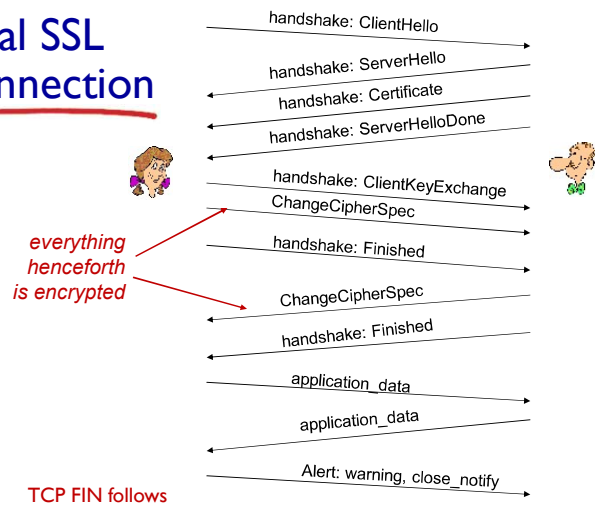 al SSL
nnection
handshake: ClientHello
handshake: ServerHello
handshake: Certificate
handshake: ServerHelloDone
handshake: ClientKeyExchange
ChangeCipherSpec
everything
henceforth
is encrypted
handshake: Finished
ChangeCipherSpec
handshake: Finished
application_data
application_data
Alert: warning, close_notify
TCP FIN follows